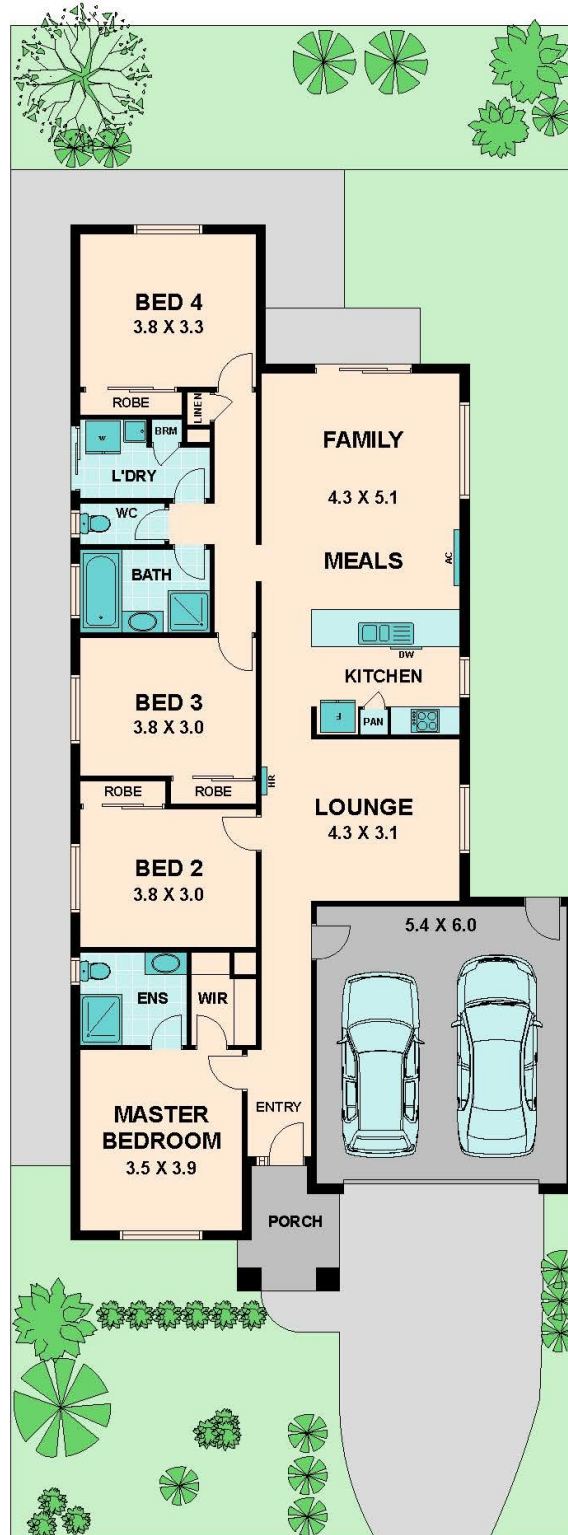 BED 4
3.8 X 3.3
ROBE
LINEN
W
BRM
L'DRY
WC
BATH
FAMILY
4.3 X 5.1
MEALS
AC
DW
KITCHEN
F
PAN
BED 3
3.8 X 3.0
ROBE
ROBE
HR
LOUNGE
4.3 X 3.1
BED 2
3.8 X 3.0
5.4 X 6.0
ENS
WIR
MASTER
BEDROOM
3.5 X 3.9
ENTRY
PORCH